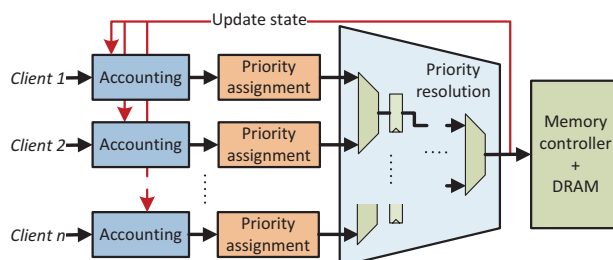 Update state
Client 1
Accounting
Priority
assignment
Priority
resolution
Client 2
Accounting
Priority
assignment
Memory
controller
+
DRAM
Client n
Accounting
Priority
assignment